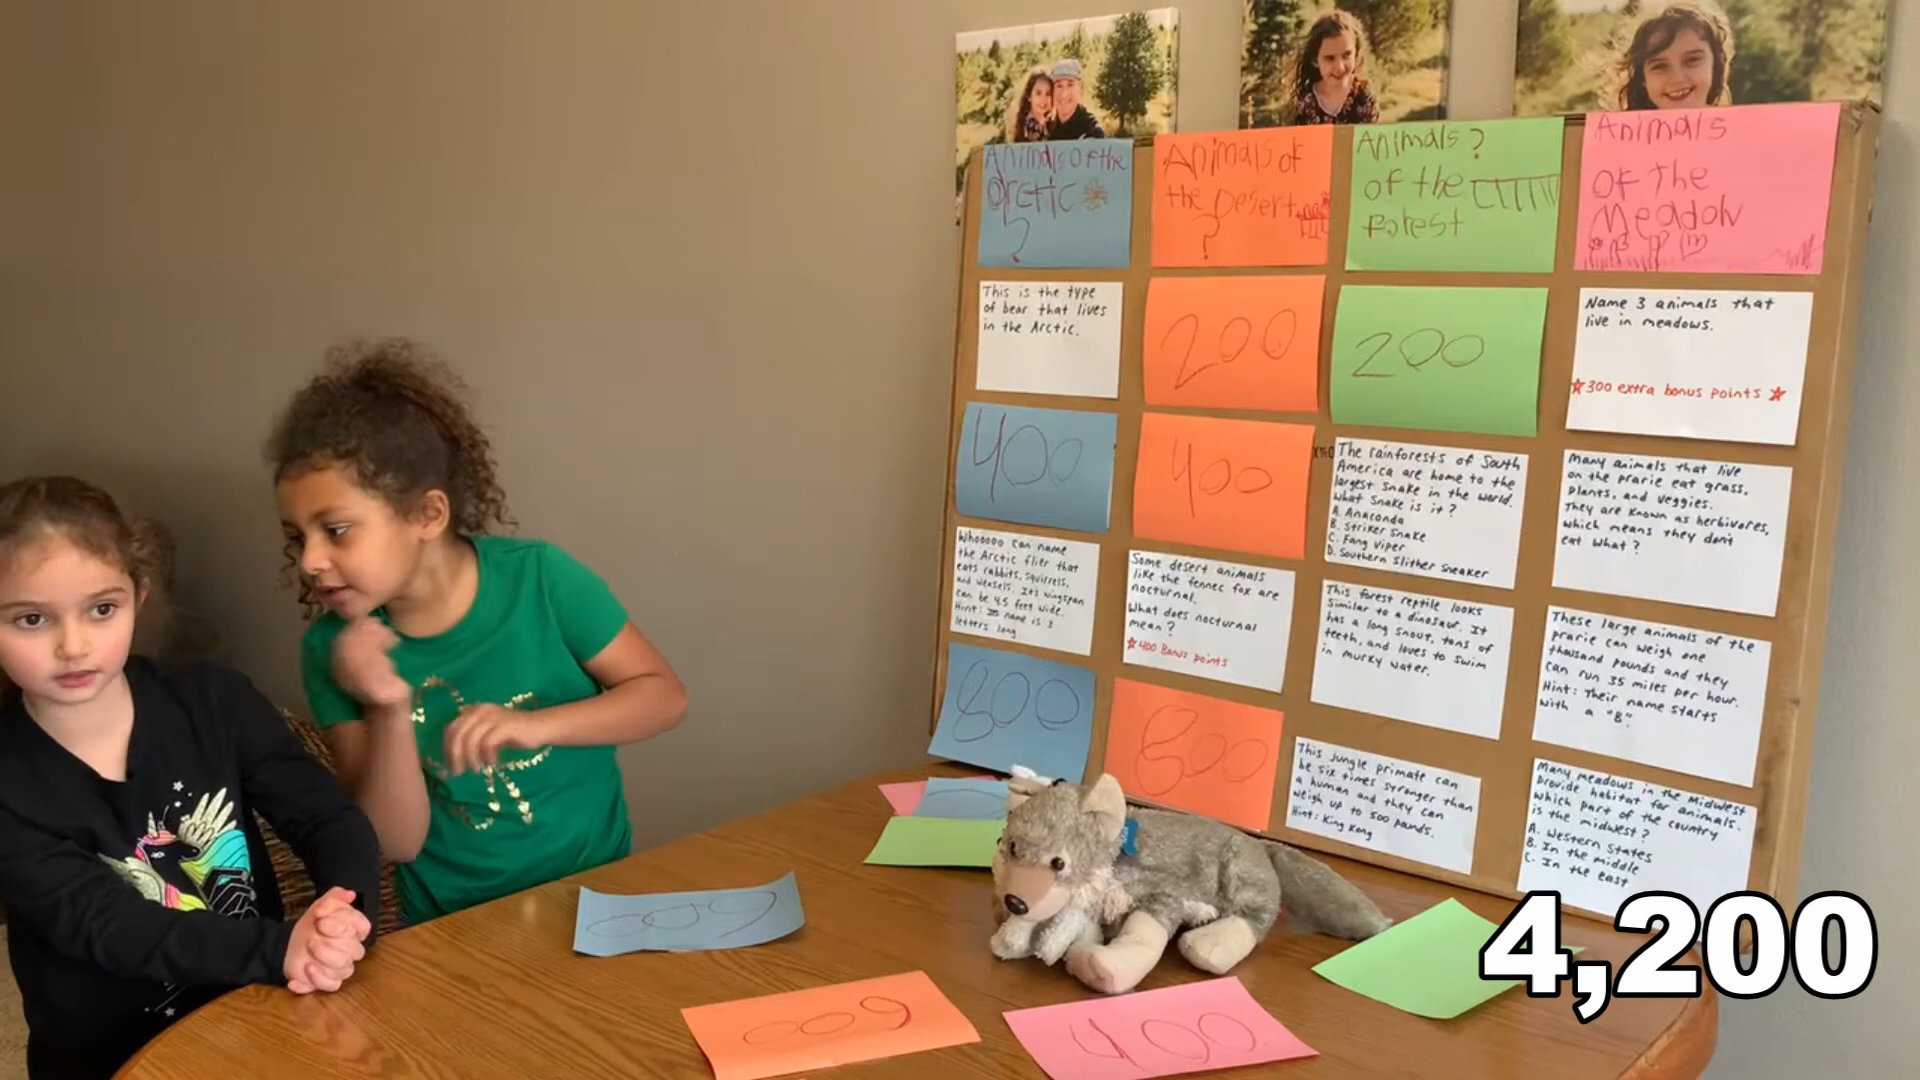 Animals of the
arctic
?
Animals of
the Desert
?
Animals?
of the
forest
Animals
of the
Meadow
This is the type
of bear that lives
in the Arctic.
200
200
Name 3 animals that
live in meadows.
300 extra bonus points
400
400
The rainforests of South
America are home to the
largest snake in the world.
What snake is it?
A. Anaconda
B. Striker Snake
C. Fang Viper
D. Southern Slither Sneaker
Many animals that live
on the prarie eat grass,
plants, and veggies.
They are known as herbivores,
which means they don't
eat what?
Whooooo can name
the Arctic flier that
eats rabbits, squirrels,
and weasels. Its wingspan
can be 4.5 feet wide.
Hint: Its name is 3
letters long
Some desert animals
like the fennec fox are
nocturnal.
What does nocturnal
mean?
400 Bonus points
This forest reptile looks
similar to a dinosaur. It
has a long snout, tons of
teeth, and loves to swim
in murky water.
These large animals of the
prarie can weigh one
thousand pounds and they
can run 35 miles per hour.
Hint: Their name starts
with a "B".
800
800
This jungle primate can
be six times stronger than
a human and they can
weigh up to 500 pounds.
Hint: King Kong
Many meadows in the Midwest
provide habitat for animals.
Which part of the country
is the midwest?
A. Western States
B. In the middle
C. In the east
600
600
400
4,200